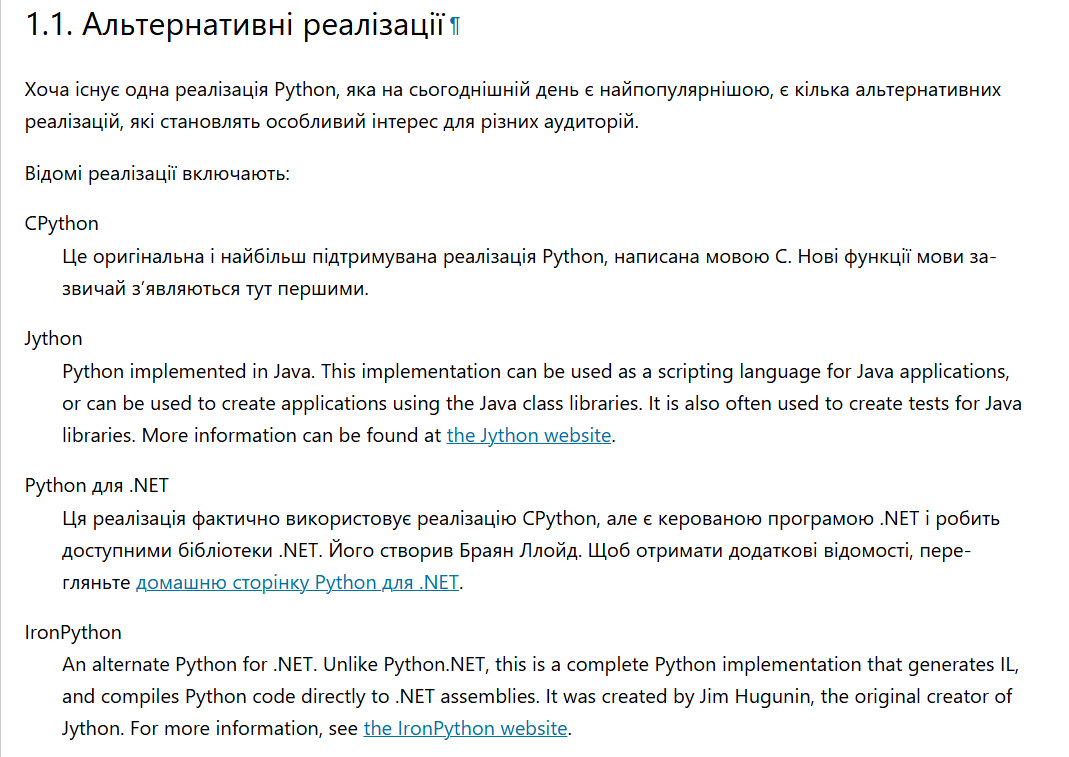 1.1. Альтернативні реалізації¶
Хоча існує одна реалізація Python, яка на сьогоднішній день є найпопулярнішою, є кілька альтернативних
реалізацій, які становлять особливий інтерес для різних аудиторій.
Відомі реалізації включають:
CPython
Це оригінальна і найбільш підтримувана реалізація Python, написана мовою C. Нові функції мови за-
звичай з’являються тут першими.
Jython
Python implemented in Java. This implementation can be used as a scripting language for Java applications,
or can be used to create applications using the Java class libraries. It is also often used to create tests for Java
libraries. More information can be found at the Jython website.
Python для .NET
Ця реалізація фактично використовує реалізацію CPython, але є керованою програмою .NET і робить
доступними бібліотеки .NET. Його створив Браян Ллойд. Щоб отримати додаткові відомості, пере-
гляньте домашню сторінку Python для .NET.
IronPython
An alternate Python for .NET. Unlike Python.NET, this is a complete Python implementation that generates IL,
and compiles Python code directly to .NET assemblies. It was created by Jim Hugunin, the original creator of
Jython. For more information, see the IronPython website.